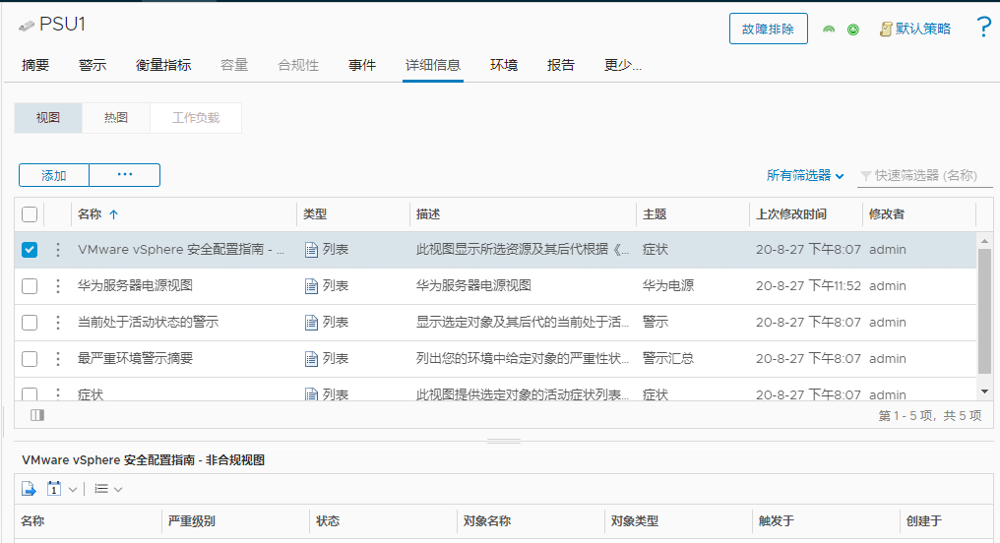 PSU1
故障排除 默认策略 ?
摘要 警示 衡量指标 容量 合规性 事件 详细信息 环境 报告 更少...
视图 热图 工作负载
添加 ···
所有筛选器 快速筛选器 (名称)
名称 类型 描述 主题 上次修改时间 修改者
VMware vSphere 安全配置指南 - ... 列表 此视图显示所选资源及其后代根据《... 症状 20-8-27 下午8:07 admin
华为服务器电源视图 列表 华为服务器电源视图 华为电源 20-8-27 下午11:52 admin
当前处于活动状态的警示 列表 显示选定对象及其后代的当前处于活... 警示 20-8-27 下午8:07 admin
最严重环境警示摘要 列表 列出您的环境中给定对象的严重性状... 警示汇总 20-8-27 下午8:07 admin
症状 列表 此视图提供选定对象的活动症状列表... 症状 20-8-27 下午8:07 admin
第 1 - 5 项, 共 5 项
VMware vSphere 安全配置指南 - 非合规视图
1
名称 严重级别 状态 对象名称 对象类型 触发于 创建于